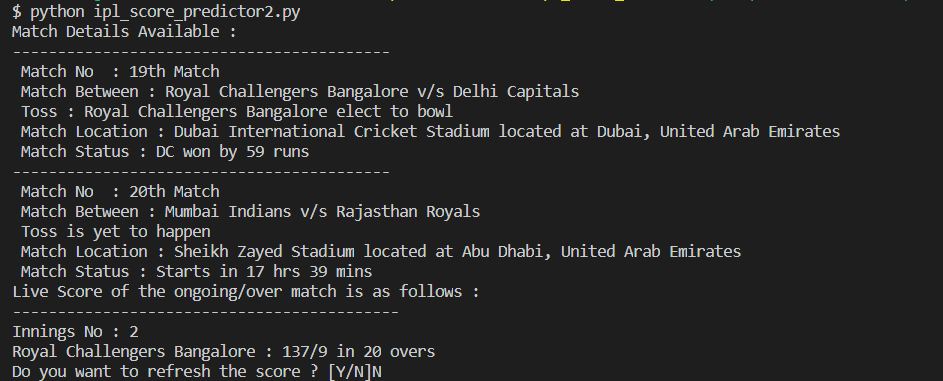 $ python ipl_score_predictor2.py
Match Details Available :
------------------------------------------
 Match No  : 19th Match
 Match Between : Royal Challengers Bangalore v/s Delhi Capitals
 Toss : Royal Challengers Bangalore elect to bowl
 Match Location : Dubai International Cricket Stadium located at Dubai, United Arab Emirates
 Match Status : DC won by 59 runs
------------------------------------------
 Match No  : 20th Match
 Match Between : Mumbai Indians v/s Rajasthan Royals
 Toss is yet to happen
 Match Location : Sheikh Zayed Stadium located at Abu Dhabi, United Arab Emirates
 Match Status : Starts in 17 hrs 39 mins
Live Score of the ongoing/over match is as follows :
-------------------------------------------
Innings No : 2
Royal Challengers Bangalore : 137/9 in 20 overs
Do you want to refresh the score ? [Y/N]N